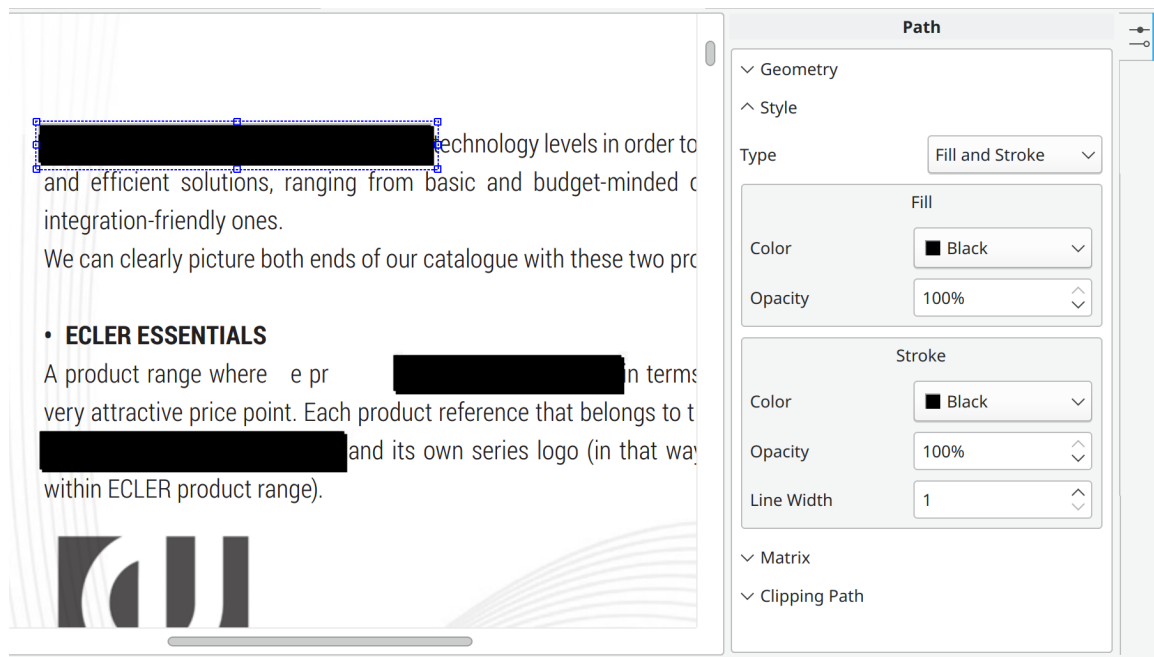 Path
Geometry
Style
Type
Fill and Stroke
Fill
Color
Black
Opacity
100%
Stroke
Color
Black
Opacity
100%
Line Width
1
Matrix
Clipping Path
technology levels in order to
and efficient solutions, ranging from basic and budget-minded
integration-friendly ones.
We can clearly picture both ends of our catalogue with these two
• ECLER ESSENTIALS
A product range where e pr in terms
very attractive price point. Each product reference that belongs to
and its own series logo (in that way
within ECLER product range).